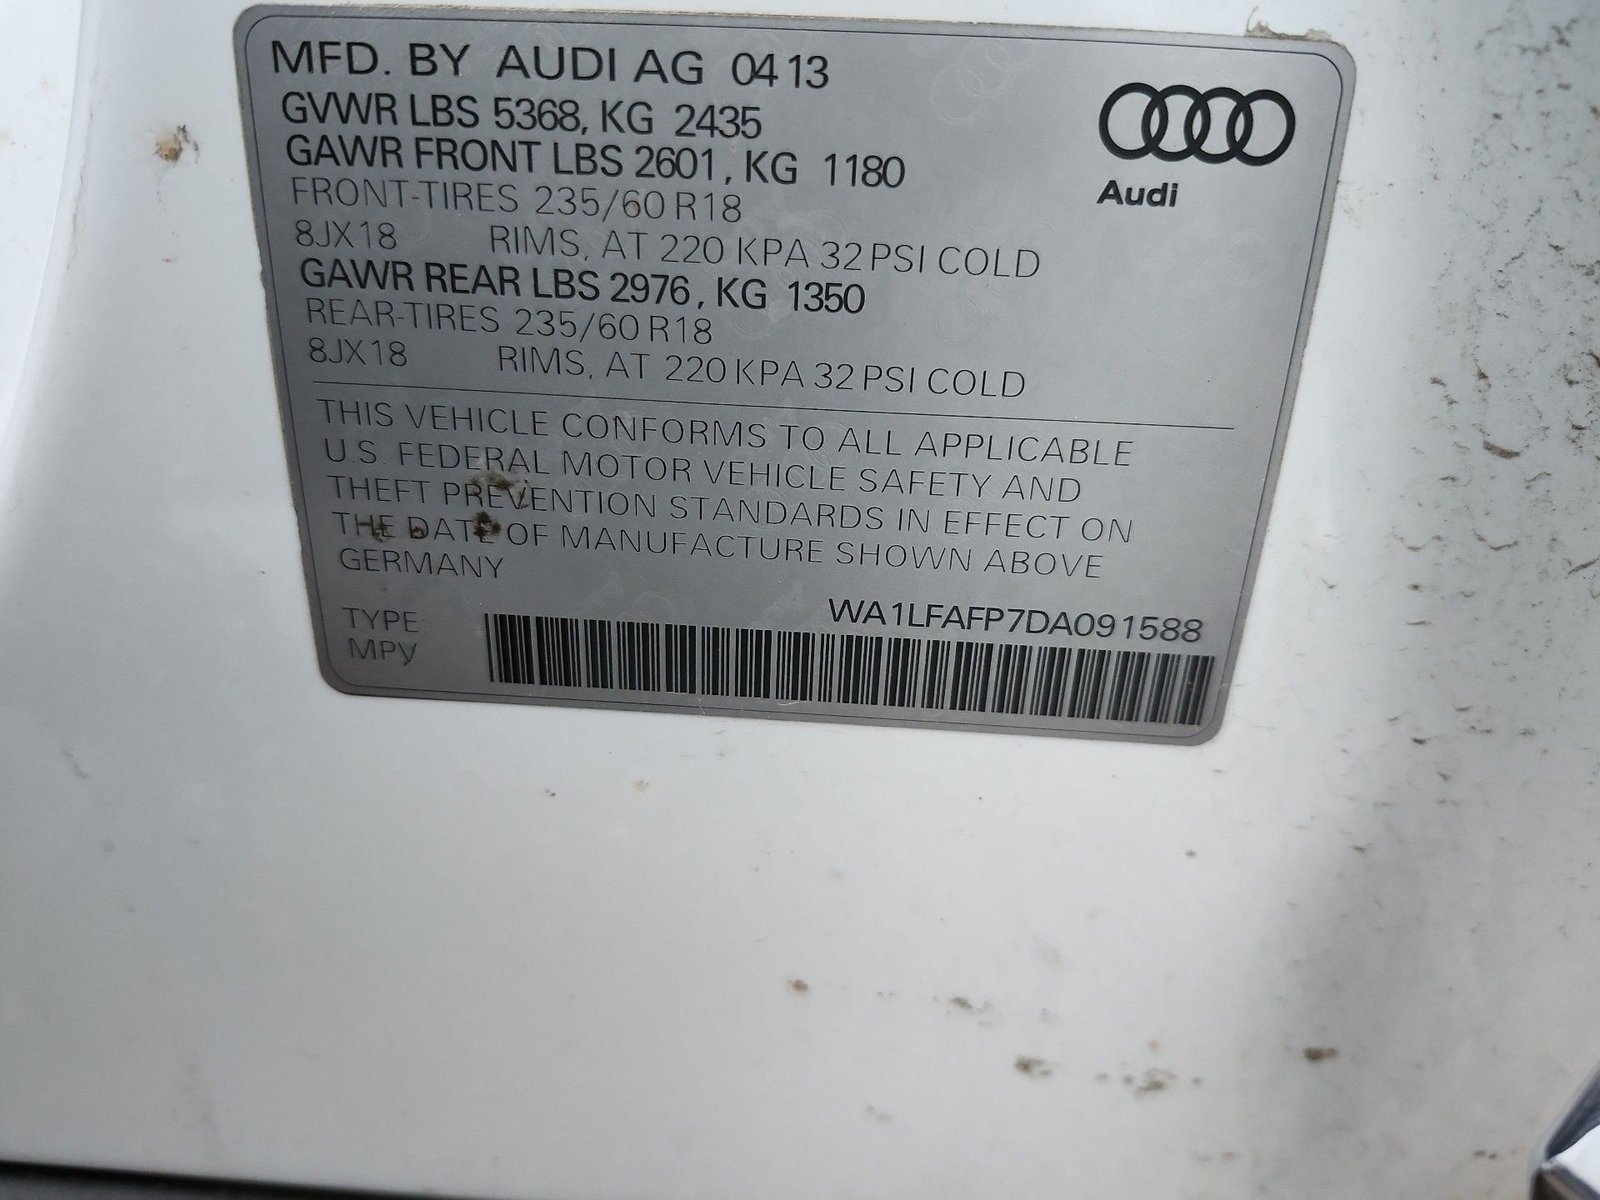 MFD. BY AUDI AG 04 13
GVWR LBS 5368, KG 2435
GAWR FRONT LBS 2601, KG 1180
FRONT-TIRES 235/60 R18
8JX18 RIMS, AT 220 KPA 32 PSI COLD
GAWR REAR LBS 2976, KG 1350
REAR-TIRES 235/60 R18
8JX18 RIMS, AT 220 KPA 32 PSI COLD
Audi
THIS VEHICLE CONFORMS TO ALL APPLICABLE
U.S. FEDERAL MOTOR VEHICLE SAFETY AND
THEFT PREVENTION STANDARDS IN EFFECT ON
THE DATE OF MANUFACTURE SHOWN ABOVE
GERMANY
WA1LFAFP7DA091588
TYPE
MPV